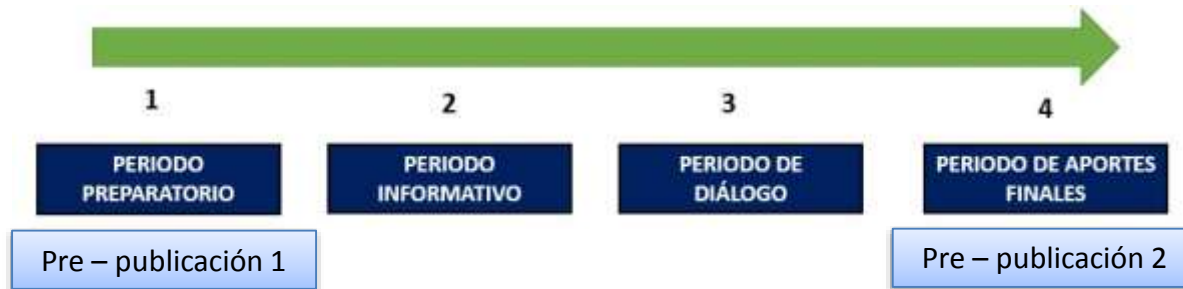 1
2
3
4
PERIODO
PREPARATORIO
PERIODO
INFORMATIVO
PERIODO DE
DIÁLOGO
PERIODO DE APORTES
FINALES
Pre – publicación 1
Pre – publicación 2